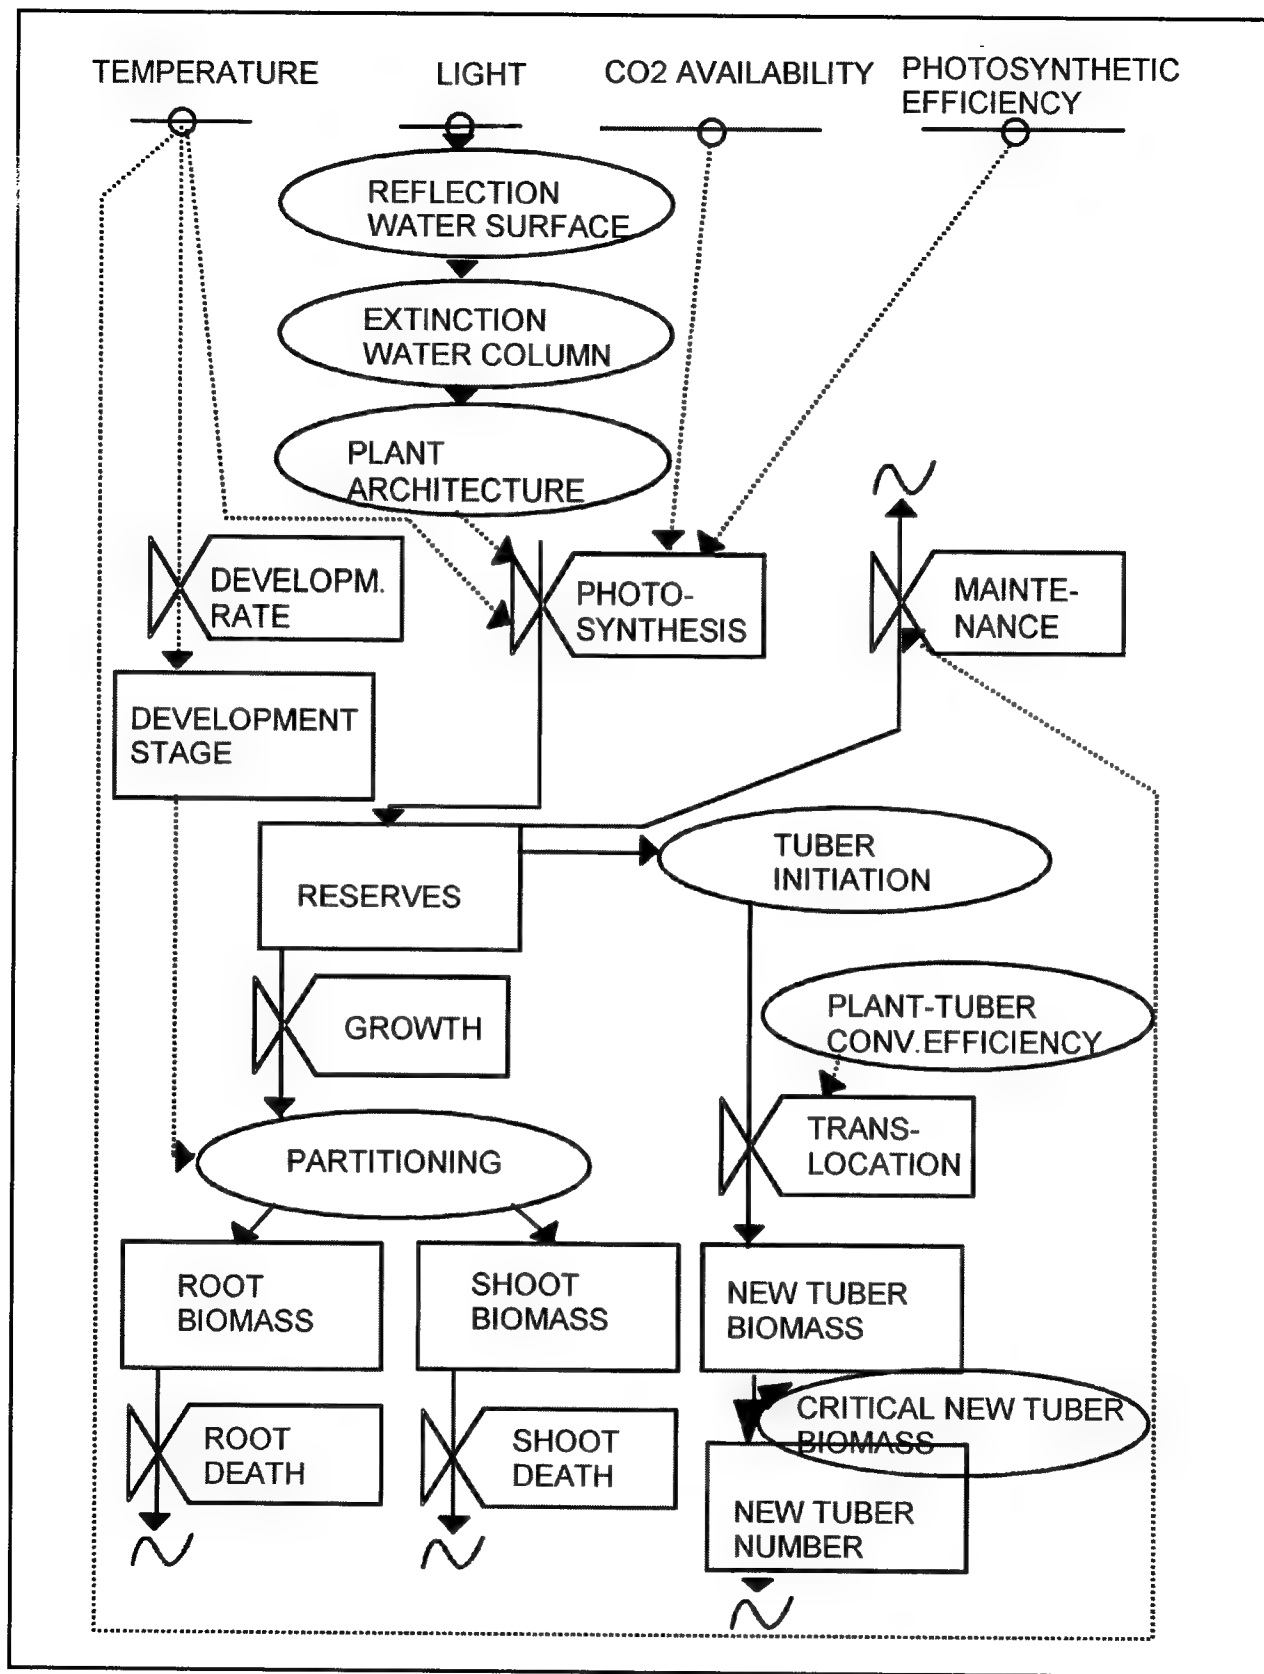 TEMPERATURE
LIGHT
CO2 AVAILABILITY
PHOTOSYNTHETIC
EFFICIENCY
REFLECTION
WATER SURFACE
EXTINCTION
WATER COLUMN
PLANT
ARCHITECTURE
DEVELOPM.
RATE
PHOTO-
SYNTHESIS
MAINTE-
NANCE
DEVELOPMENT
STAGE
RESERVES
TUBER
INITIATION
GROWTH
PLANT-TUBER
CONV.EFFICIENCY
PARTITIONING
TRANS-
LOCATION
ROOT
BIOMASS
SHOOT
BIOMASS
NEW TUBER
BIOMASS
CRITICAL NEW TUBER
BIOMASS
ROOT
DEATH
SHOOT
DEATH
NEW TUBER
NUMBER